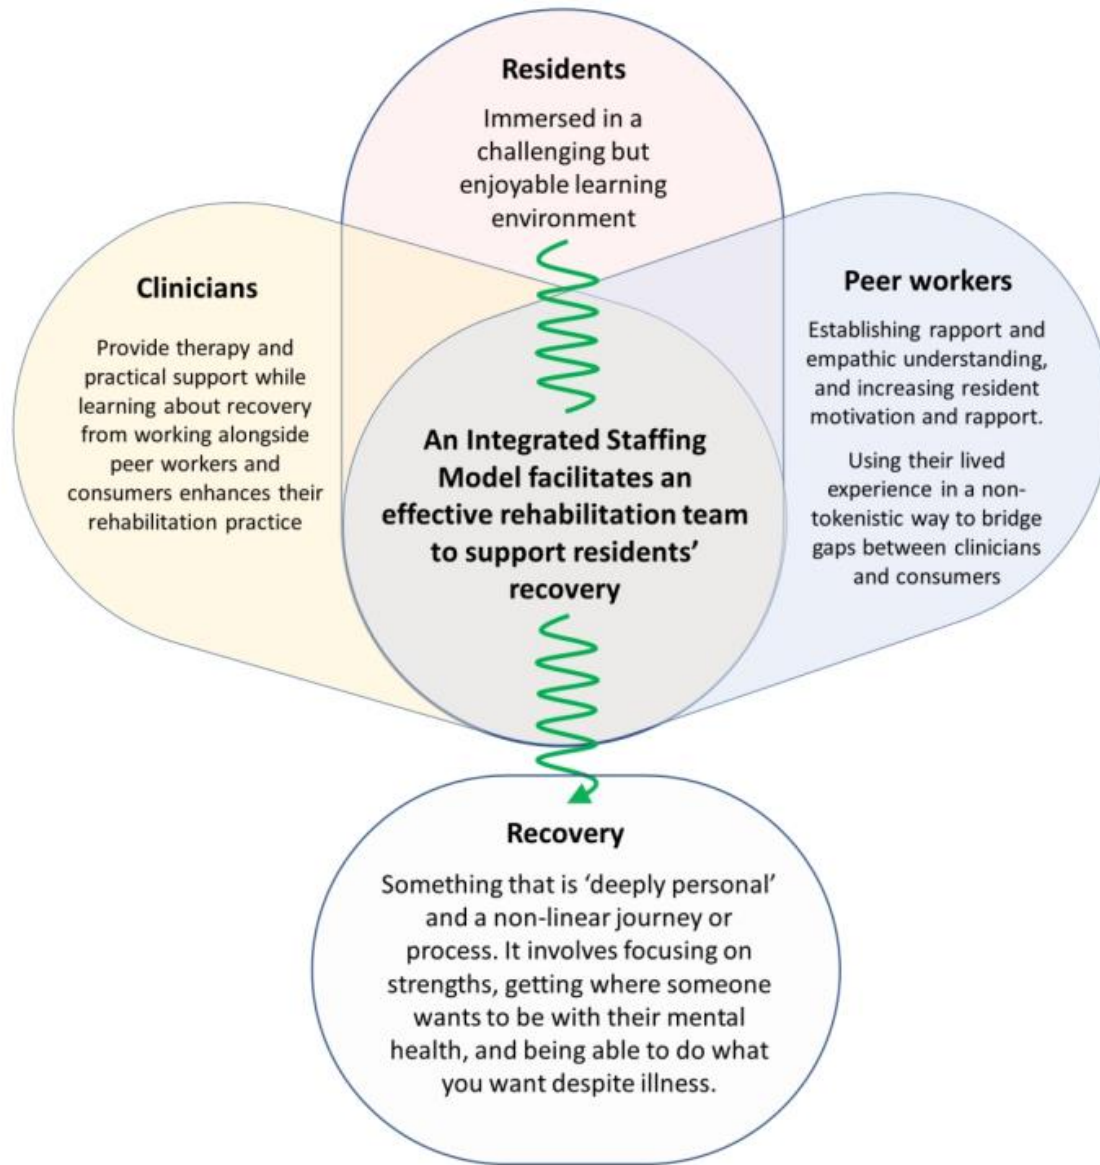 Residents
Immersed in a
challenging but
enjoyable learning
environment
Clinicians
Provide therapy and
practical support while
learning about recovery
from working alongside
peer workers and
consumers enhances their
rehabilitation practice
Peer workers
Establishing rapport and
empathic understanding,
and increasing resident
motivation and rapport.
Using their lived
experience in a non-
tokenistic way to bridge
gaps between clinicians
and consumers
An Integrated Staffing
Model facilitates an
effective rehabilitation team
to support residents’
recovery
Recovery
Something that is ‘deeply personal’
and a non-linear journey or
process. It involves focusing on
strengths, getting where someone
wants to be with their mental
health, and being able to do what
you want despite illness.